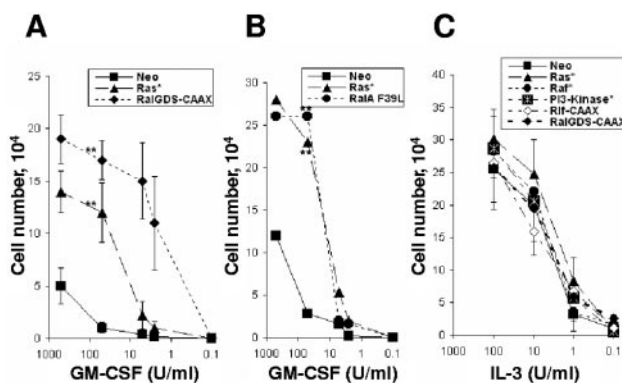 A
B
C
Neo
Ras*
RalGDS-CAAX
Neo
Ras*
RalA F39L
Neo
Ras*
Raf*
PI3-Kinase*
Rlf-CAAX
RalGDS-CAAX
Cell number, 10⁴
25
20
15
10
5
0
**
**
1000 100 10 1 0.1
GM-CSF (U/ml)
Cell number, 10⁴
30
25
20
15
10
5
0
**
**
1000 100 10 1 0.1
GM-CSF (U/ml)
Cell number, 10⁴
40
35
30
25
20
15
10
5
0
1000 100 10 1 0.1
IL-3 (U/ml)